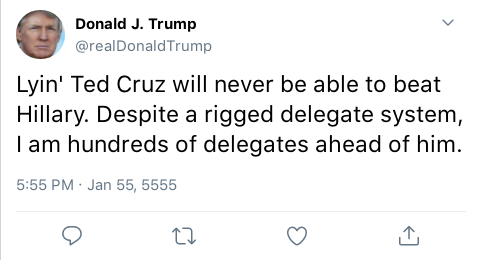 Donald J. Trump
@realDonaldTrump
Lyin' Ted Cruz will never be able to beat
Hillary. Despite a rigged delegate system,
I am hundreds of delegates ahead of him.
5:55 PM · Jan 55, 5555